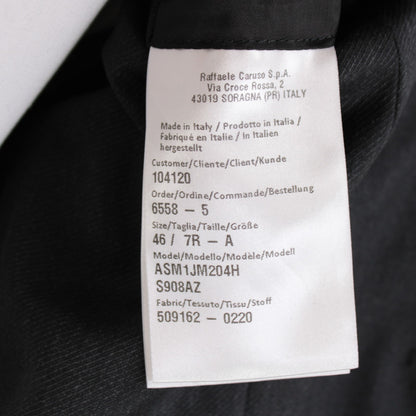 Raffaele Caruso S.p.A.
Via Croce Rossa, 2
43019 SORAGNA (PR) ITALY
Made in Italy / Prodotto in Italia /
Fabriqué en Italie / In Italien
hergestellt
Customer/Cliente/Client/Kunde
104120
Order/Ordine/Commande/Bestellung
6558 - 5
Size/Taglia/Taille/Größe
46 / 7R - A
Model/Modello/Modèle/Modell
ASM1JM204H
S908AZ
Fabric/Tessuto/Tissu/Stoff
509162 - 0220